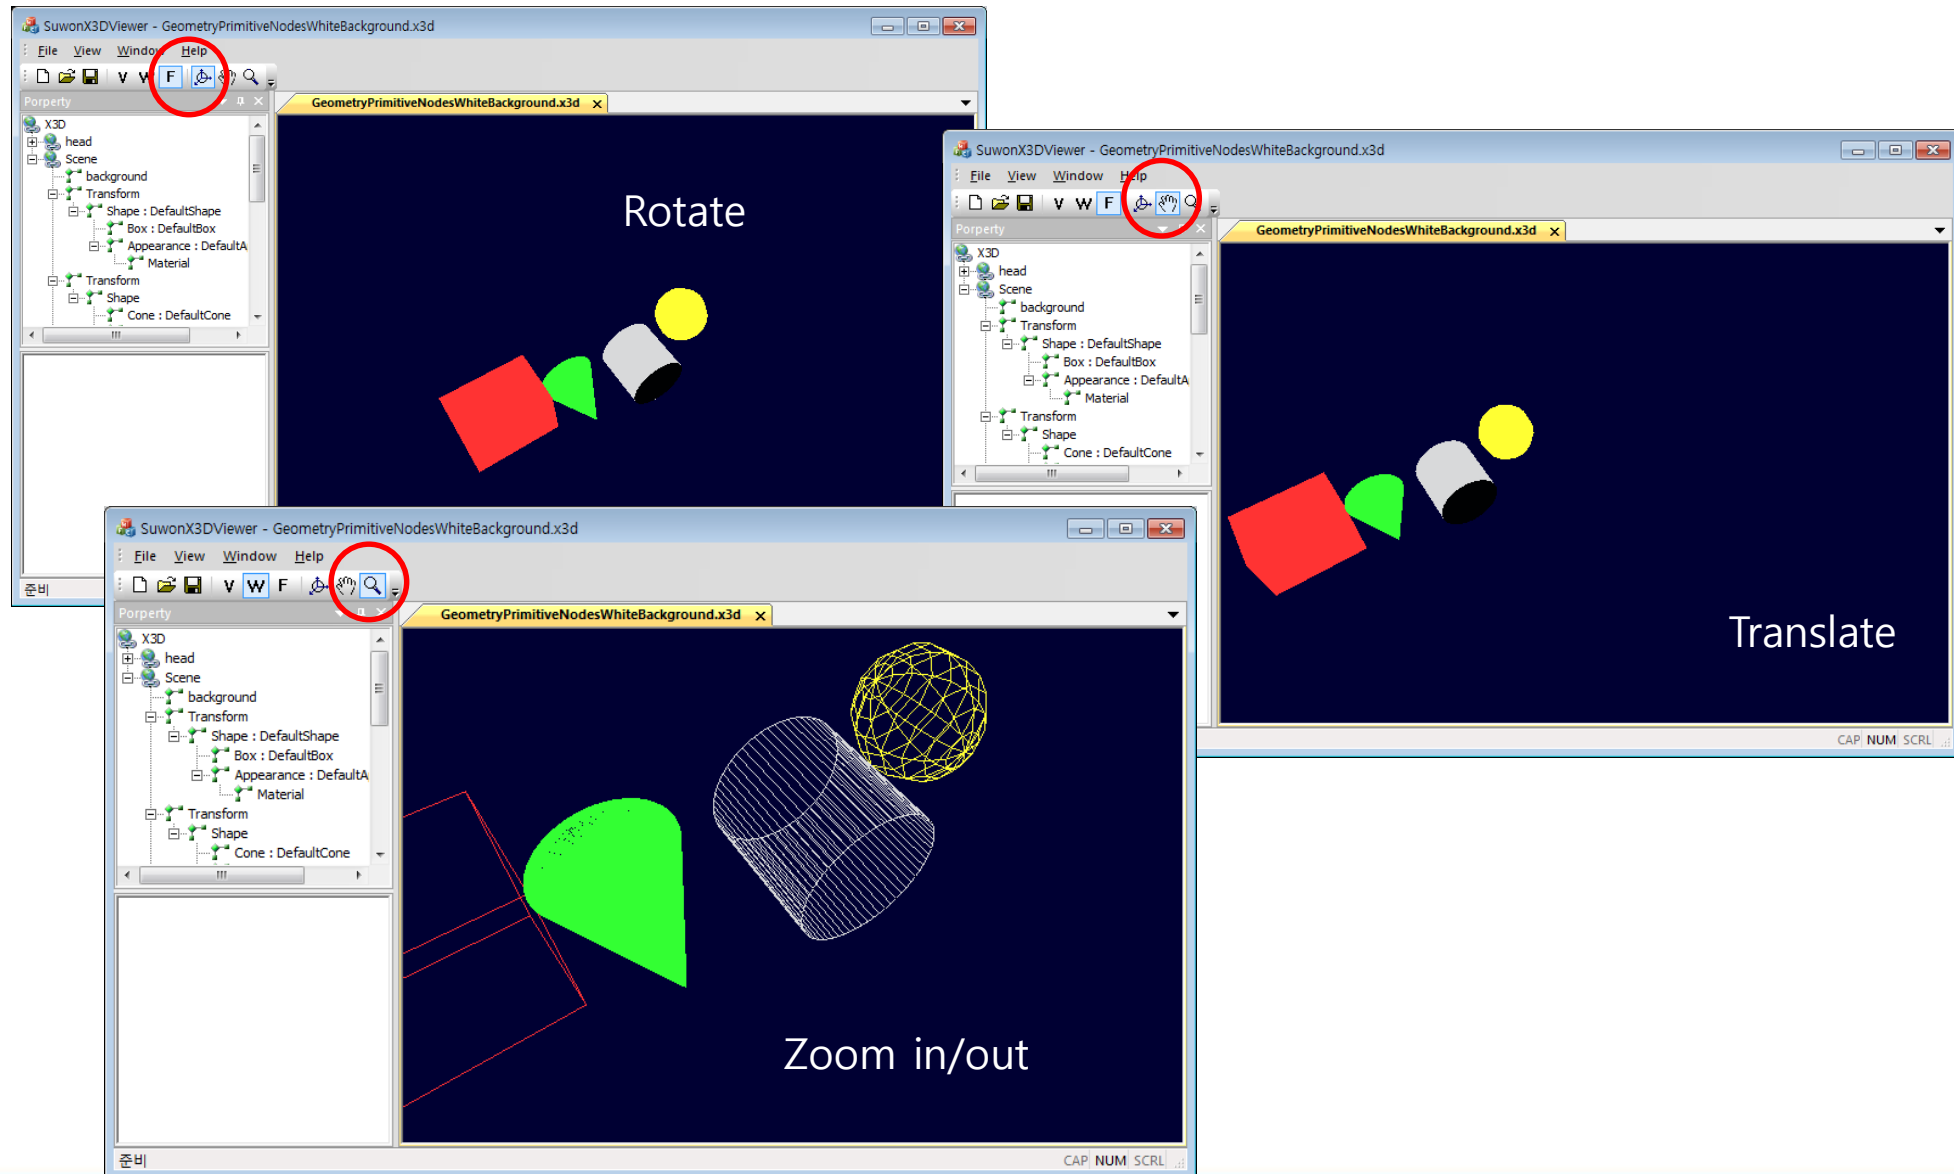 SuwonX3DViewer - GeometryPrimitiveNodesWhiteBackground.x3d
File View Window Help
V W F
Porperty
GeometryPrimitiveNodesWhiteBackground.x3d
X3D
head
Scene
background
Transform
Shape : DefaultShape
Box : DefaultBox
Appearance : DefaultA
Material
Transform
Shape
Cone : DefaultCone
Rotate
준비
SuwonX3DViewer - GeometryPrimitiveNodesWhiteBackground.x3d
File View Window Help
V W F
Porperty
GeometryPrimitiveNodesWhiteBackground.x3d
X3D
head
Scene
background
Transform
Shape : DefaultShape
Box : DefaultBox
Appearance : DefaultA
Material
Transform
Shape
Cone : DefaultCone
Translate
CAP NUM SCRL
SuwonX3DViewer - GeometryPrimitiveNodesWhiteBackground.x3d
File View Window Help
V W F
Porperty
GeometryPrimitiveNodesWhiteBackground.x3d
X3D
head
Scene
background
Transform
Shape : DefaultShape
Box : DefaultBox
Appearance : DefaultA
Material
Transform
Shape
Cone : DefaultCone
Zoom in/out
준비
CAP NUM SCRL